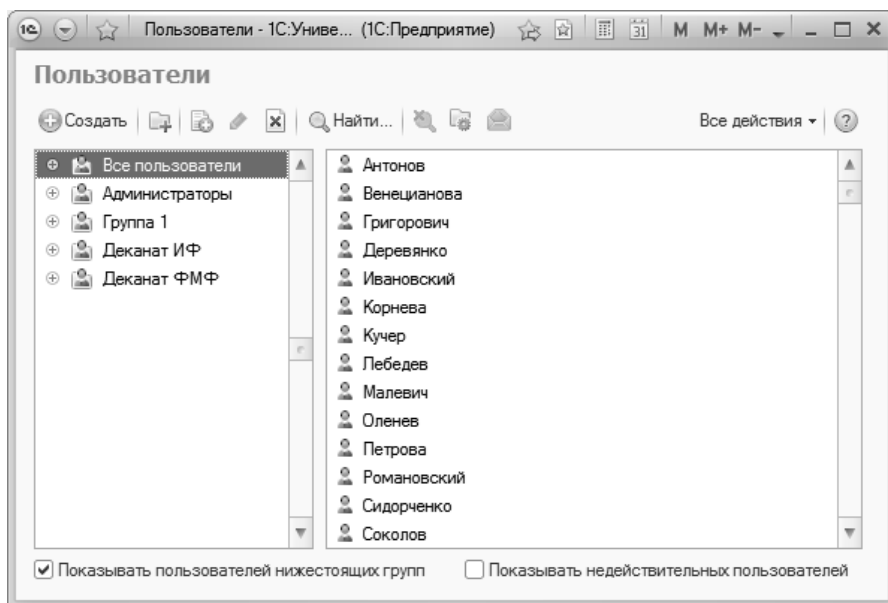 Пользователи - 1С:Униве... (1С:Предприятие) 31 M M+ M-
Пользователи
Создать Найти... Все действия ?
Все пользователи
Администраторы
Группа 1
Деканат ИФ
Деканат ФМФ
Антонов
Венецианова
Григорович
Деревянко
Ивановский
Корнева
Кучер
Лебедев
Малевич
Оленев
Петрова
Романовский
Сидорченко
Соколов
Показывать пользователей нижестоящих групп Показывать недействительных пользователей